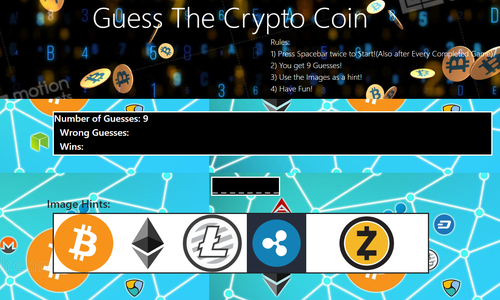 Guess The Crypto Coin
Rules:
1) Press Spacebar twice to Start!(Also after Every Completed Game)
2) You get 9 Guesses!
3) Use the Images as a hint!
4) Have Fun!
motion
Number of Guesses: 9
Wrong Guesses:
Wins:
_ _ _ _ _ _ _
Image Hints: